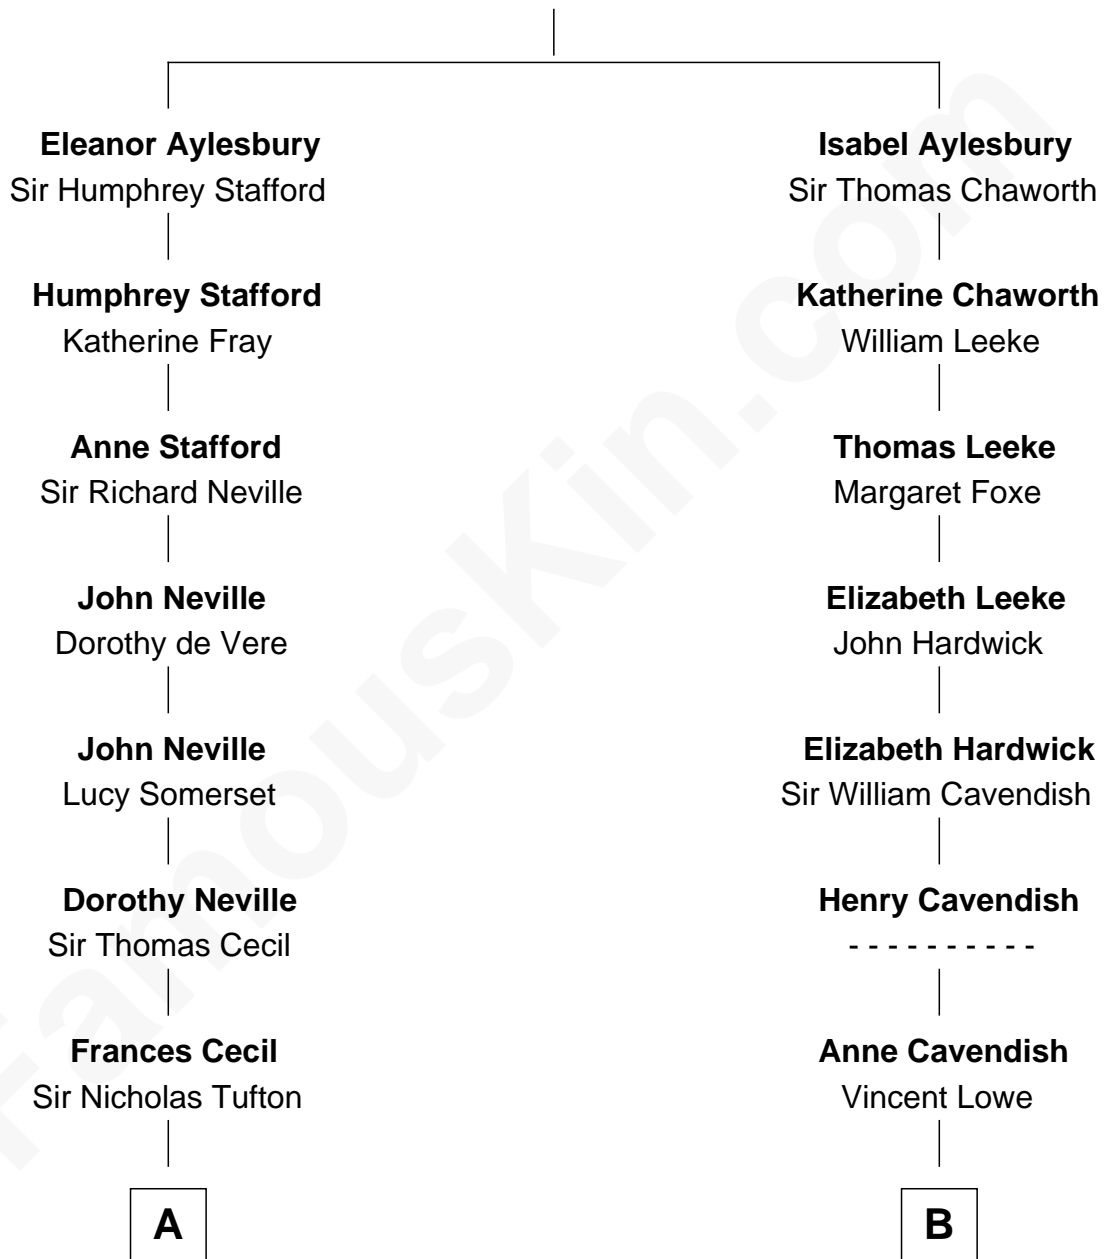 Eleanor Aylesbury
Sir Humphrey Stafford
Humphrey Stafford
Katherine Fray
Anne Stafford
Sir Richard Neville
John Neville
Dorothy de Vere
John Neville
Lucy Somerset
Dorothy Neville
Sir Thomas Cecil
Frances Cecil
Sir Nicholas Tufton
A
Isabel Aylesbury
Sir Thomas Chaworth
Katherine Chaworth
William Leeke
Thomas Leeke
Margaret Foxe
Elizabeth Leeke
John Hardwick
Elizabeth Hardwick
Sir William Cavendish
Henry Cavendish
- - - - - - - - - -
Anne Cavendish
Vincent Lowe
B
FamousKin.com